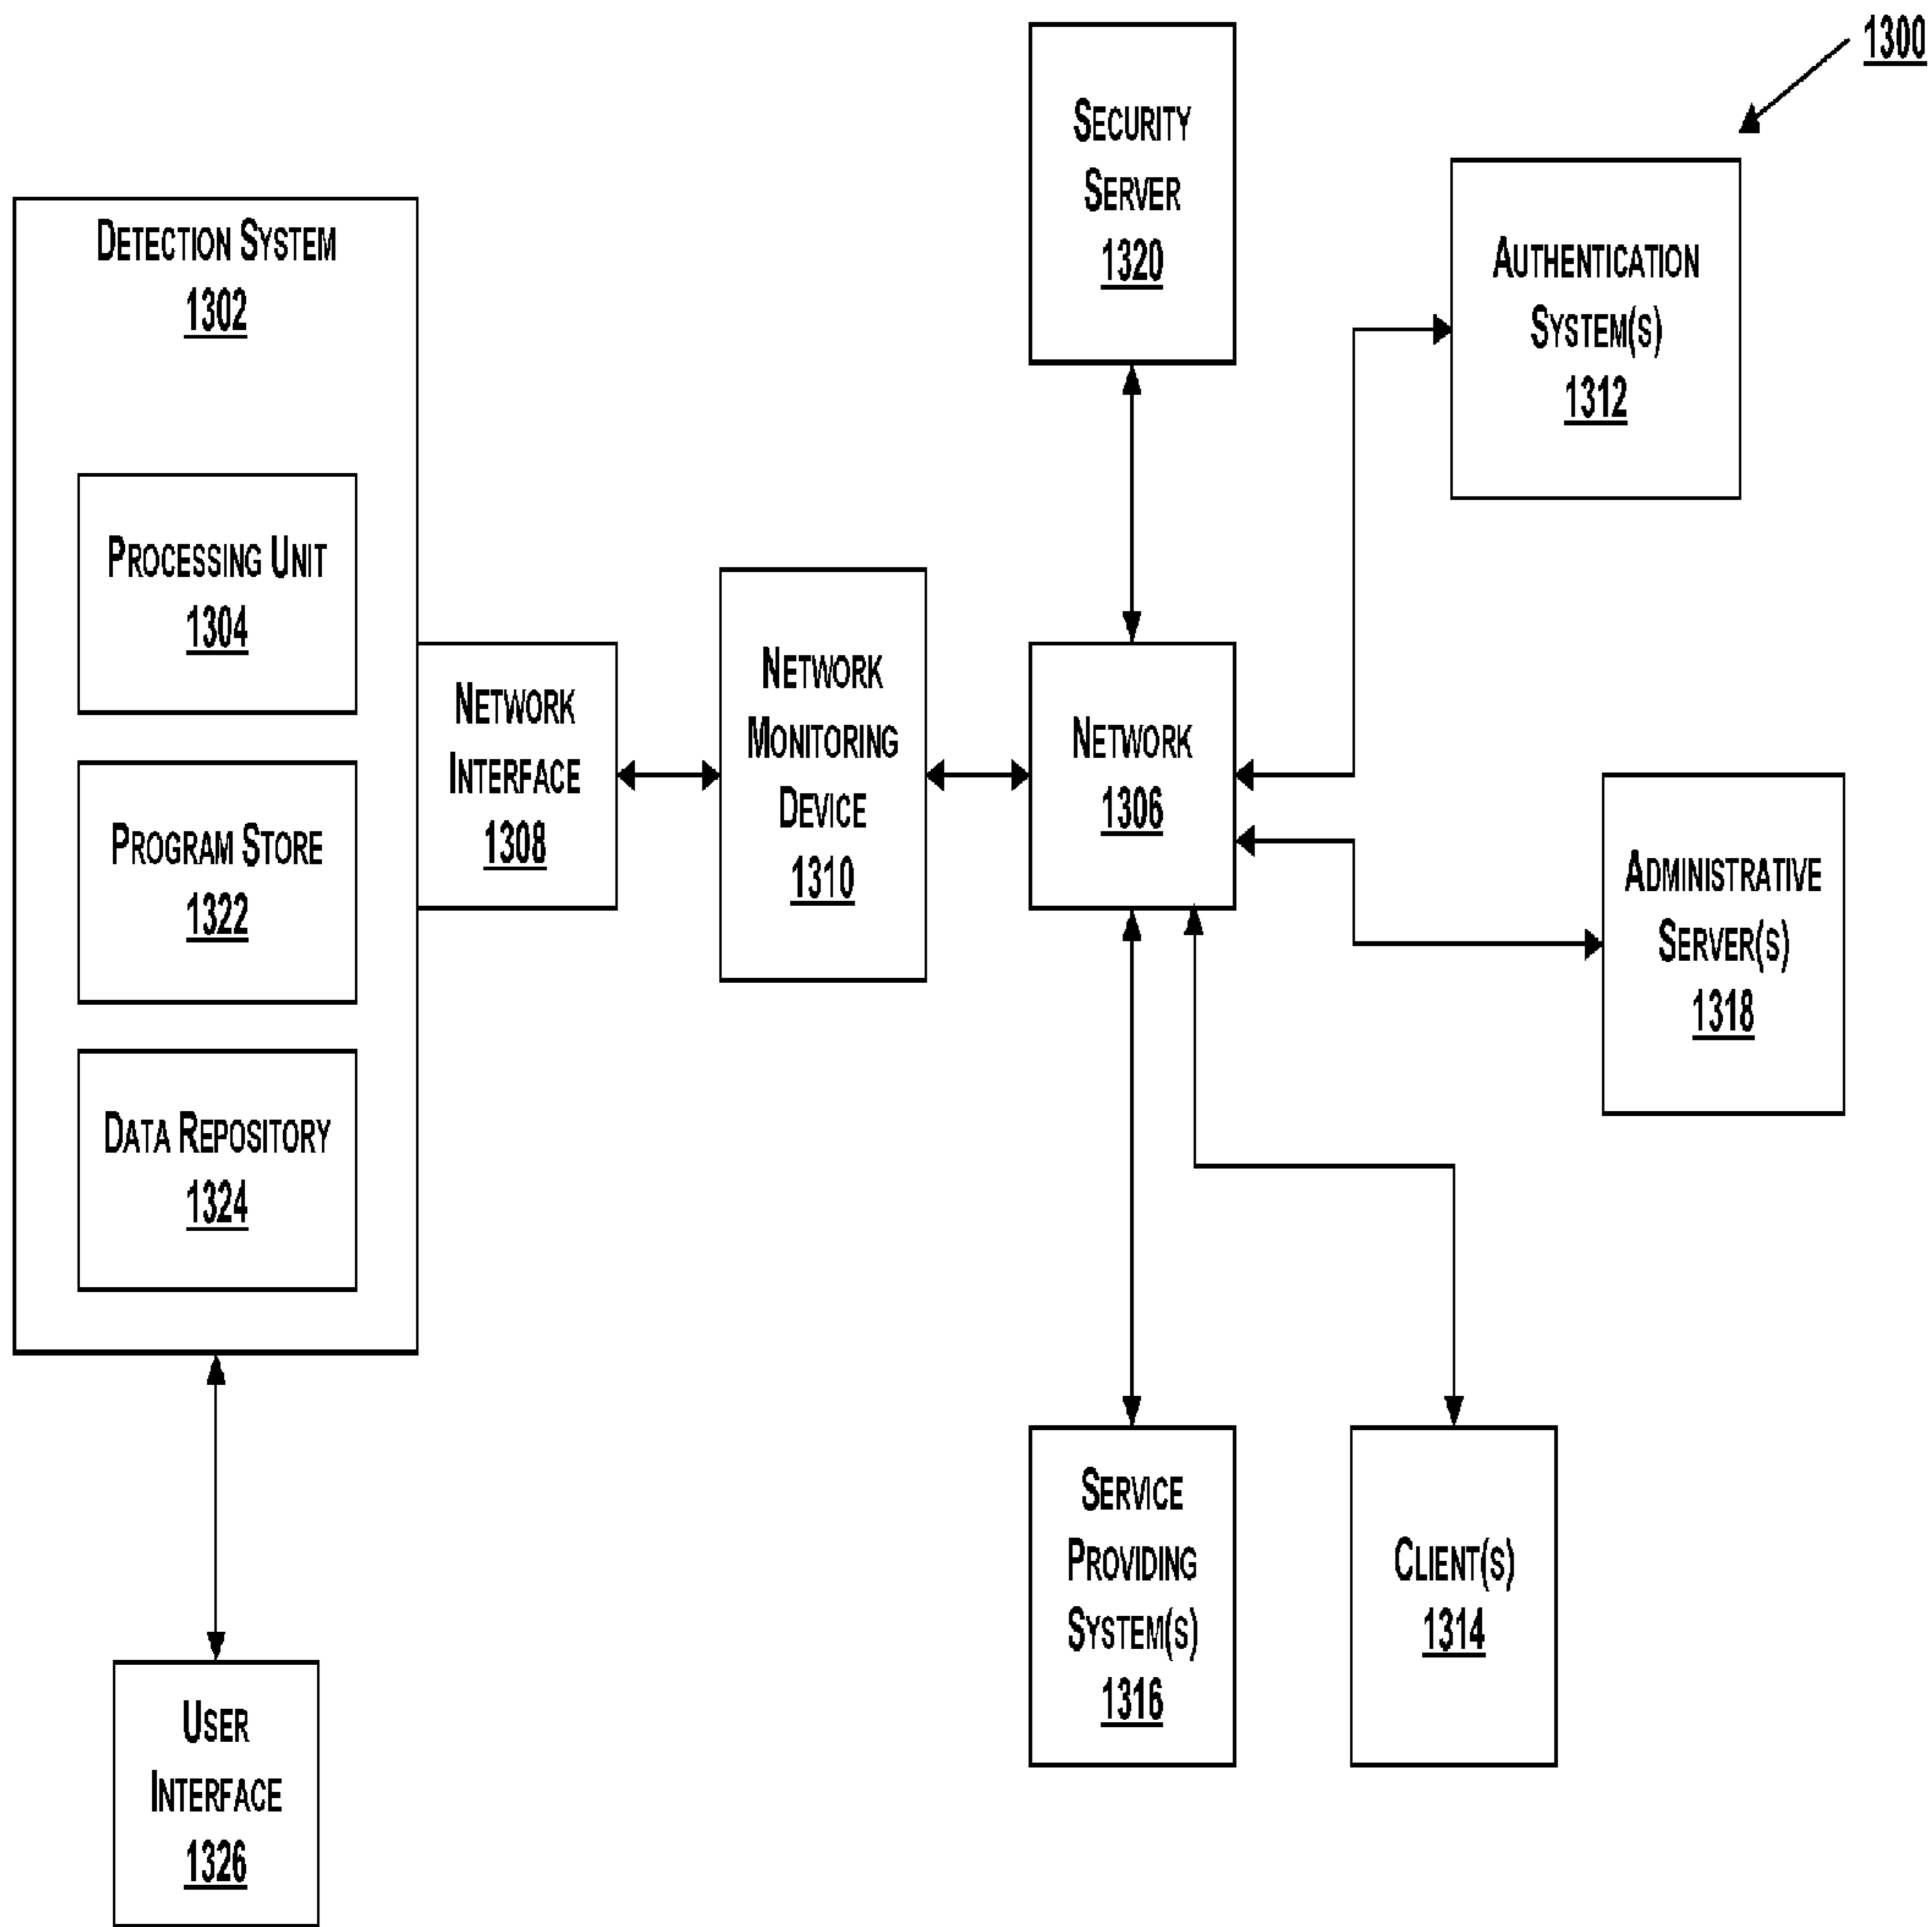 1300
SECURITY
SERVER
1320
DETECTION SYSTEM
1302
AUTHENTICATION
SYSTEM(S)
1312
PROCESSING UNIT
1304
NETWORK
INTERFACE
1308
NETWORK
MONITORING
DEVICE
1310
NETWORK
1306
PROGRAM STORE
1322
ADMINISTRATIVE
SERVER(S)
1318
DATA REPOSITORY
1324
SERVICE
PROVIDING
SYSTEM(S)
1316
CLIENT(S)
1314
USER
INTERFACE
1326